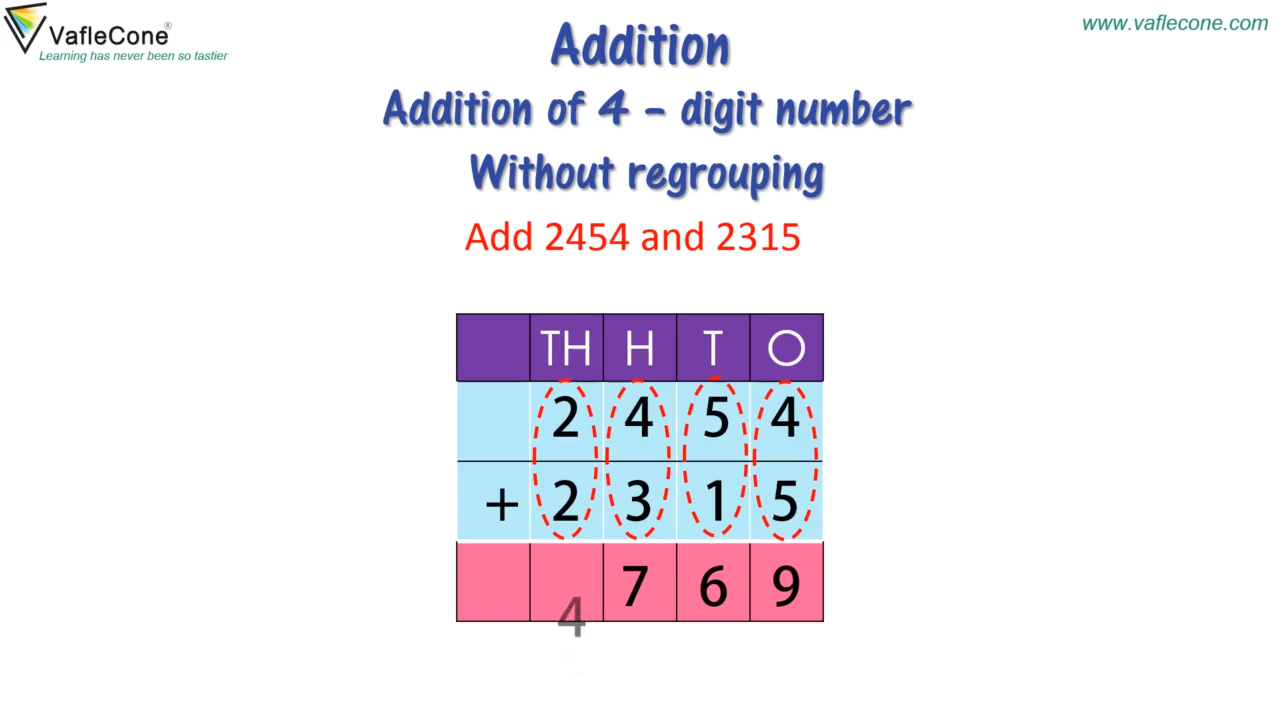 VafleCone®
Learning has never been so tastier
www.vaflecone.com
Addition
Addition of 4 – digit number
Without regrouping
Add 2454 and 2315
TH H T O
2 4 5 4
+ 2 3 1 5
4 7 6 9